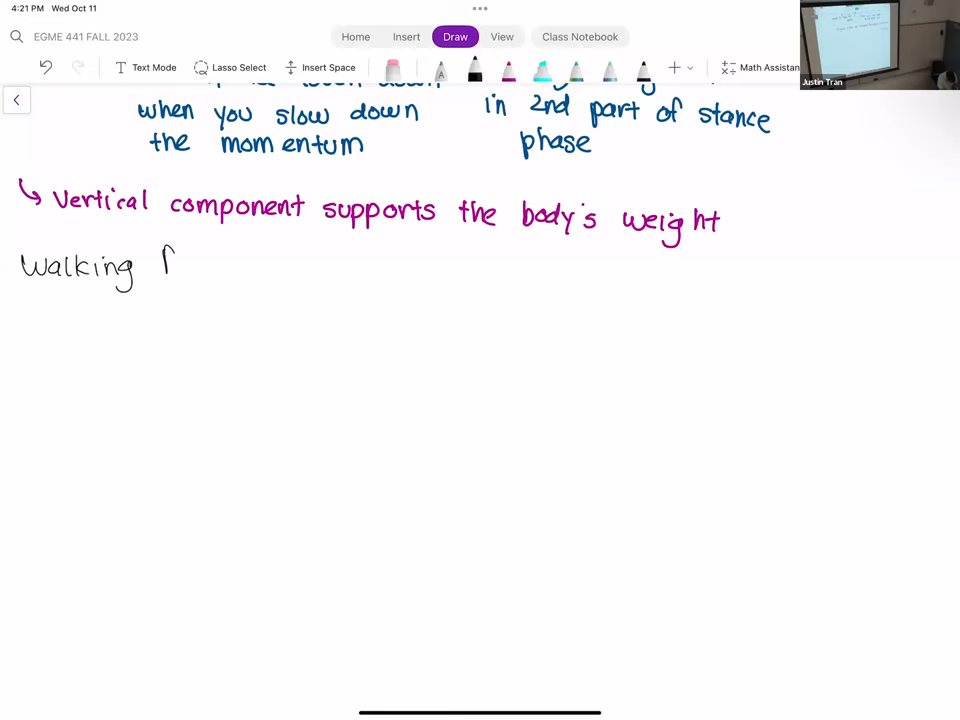 4:21 PM Wed Oct 11
EGME 441 FALL 2023
Home Insert Draw View Class Notebook
A Text Mode Lasso Select Insert Space Math Assistan
Justin Tran
when you slow down
the momentum
in 2nd part of stance
phase
Vertical component supports the body's weight
Walking